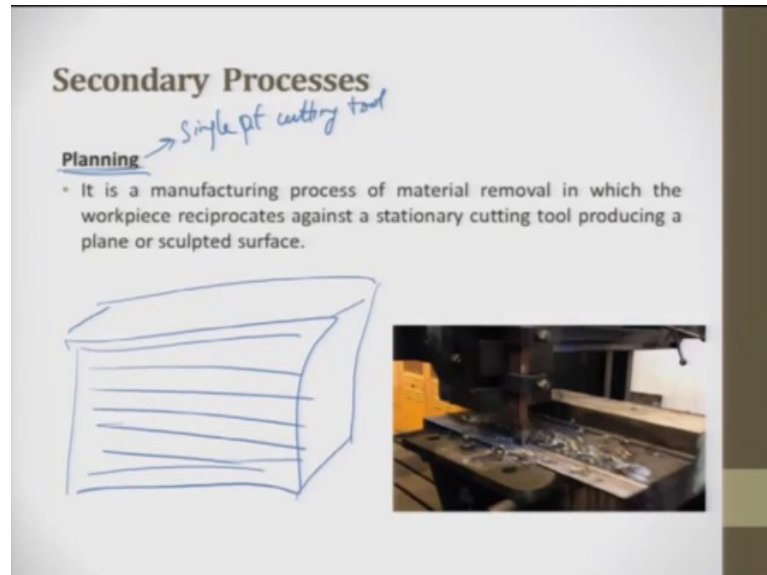 Secondary Processes
single pt cutting tool
Planning
• It is a manufacturing process of material removal in which the
workpiece reciprocates against a stationary cutting tool producing a
plane or sculpted surface.